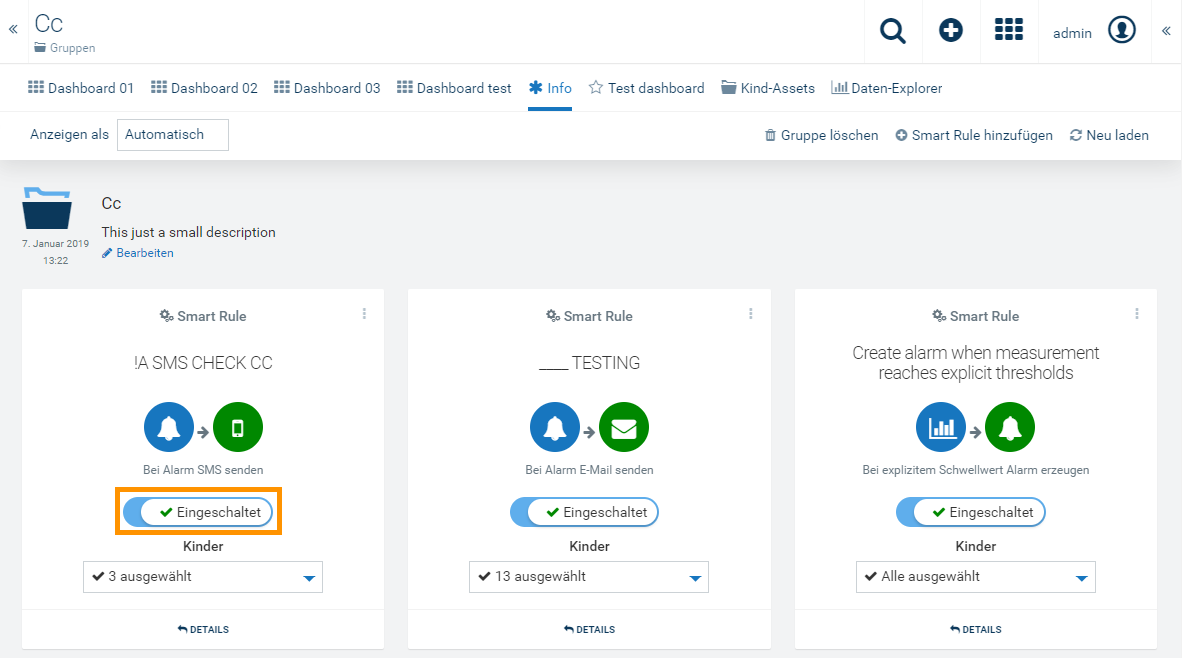 Cc
Gruppen
admin
Dashboard 01 Dashboard 02 Dashboard 03 Dashboard test Info Test dashboard Kind-Assets Daten-Explorer
Anzeigen als Automatisch Gruppe löschen Smart Rule hinzufügen Neu laden
Cc
This just a small description
7. Januar 2019
13:22
Bearbeiten
Smart Rule
!A SMS CHECK CC
Bei Alarm SMS senden
Eingeschaltet
Kinder
3 ausgewählt
DETAILS
Smart Rule
____ TESTING
Bei Alarm E-Mail senden
Eingeschaltet
Kinder
13 ausgewählt
DETAILS
Smart Rule
Create alarm when measurement
reaches explicit thresholds
Bei explizitem Schwellwert Alarm erzeugen
Eingeschaltet
Kinder
Alle ausgewählt
DETAILS